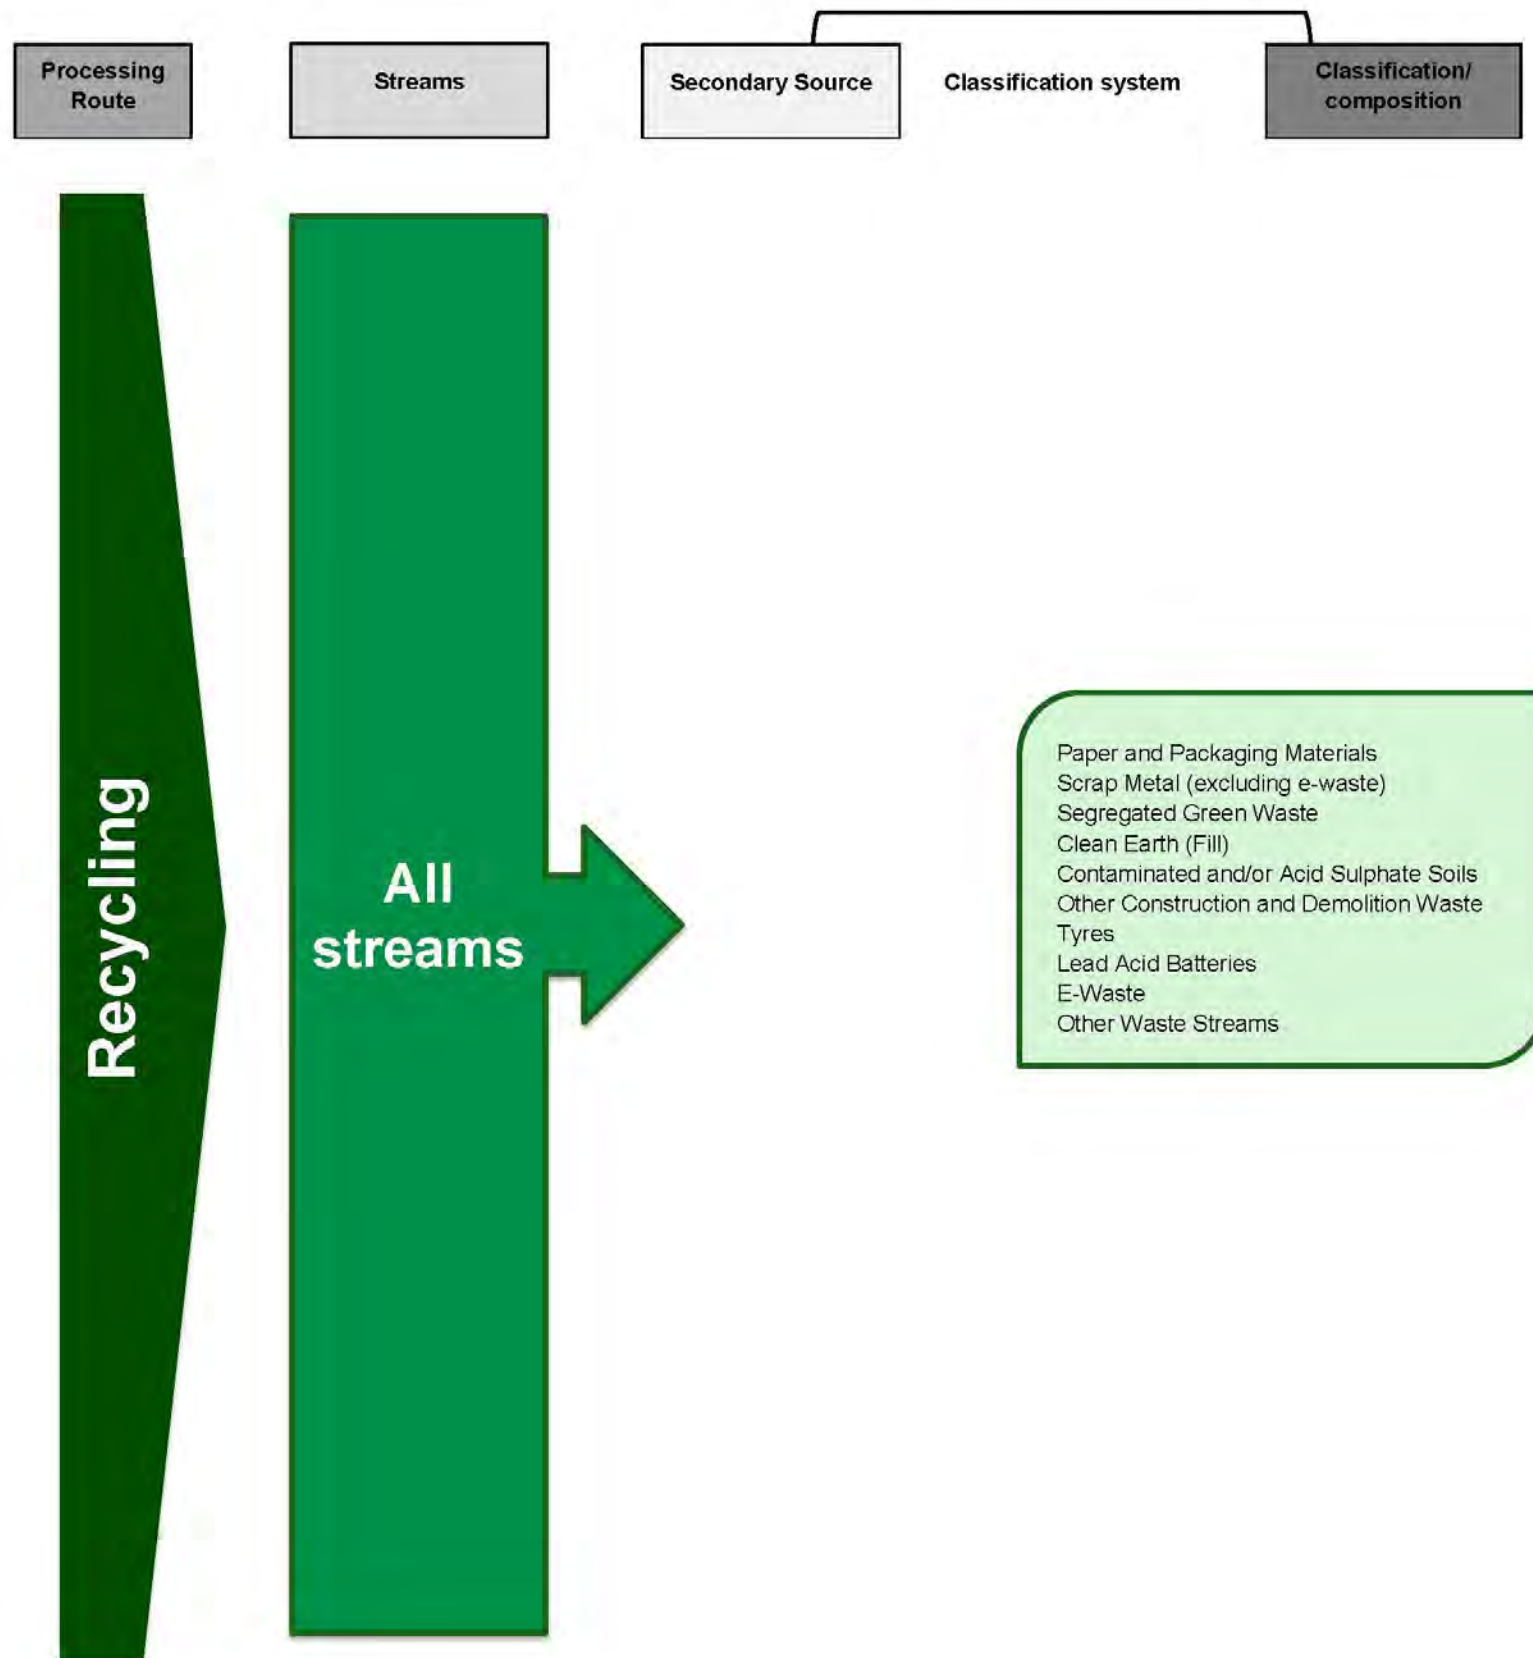 Processing
Route
Streams
Secondary Source
Classification system
Classification/
composition
Recycling
All
streams
Paper and Packaging Materials
Scrap Metal (excluding e-waste)
Segregated Green Waste
Clean Earth (Fill)
Contaminated and/or Acid Sulphate Soils
Other Construction and Demolition Waste
Tyres
Lead Acid Batteries
E-Waste
Other Waste Streams